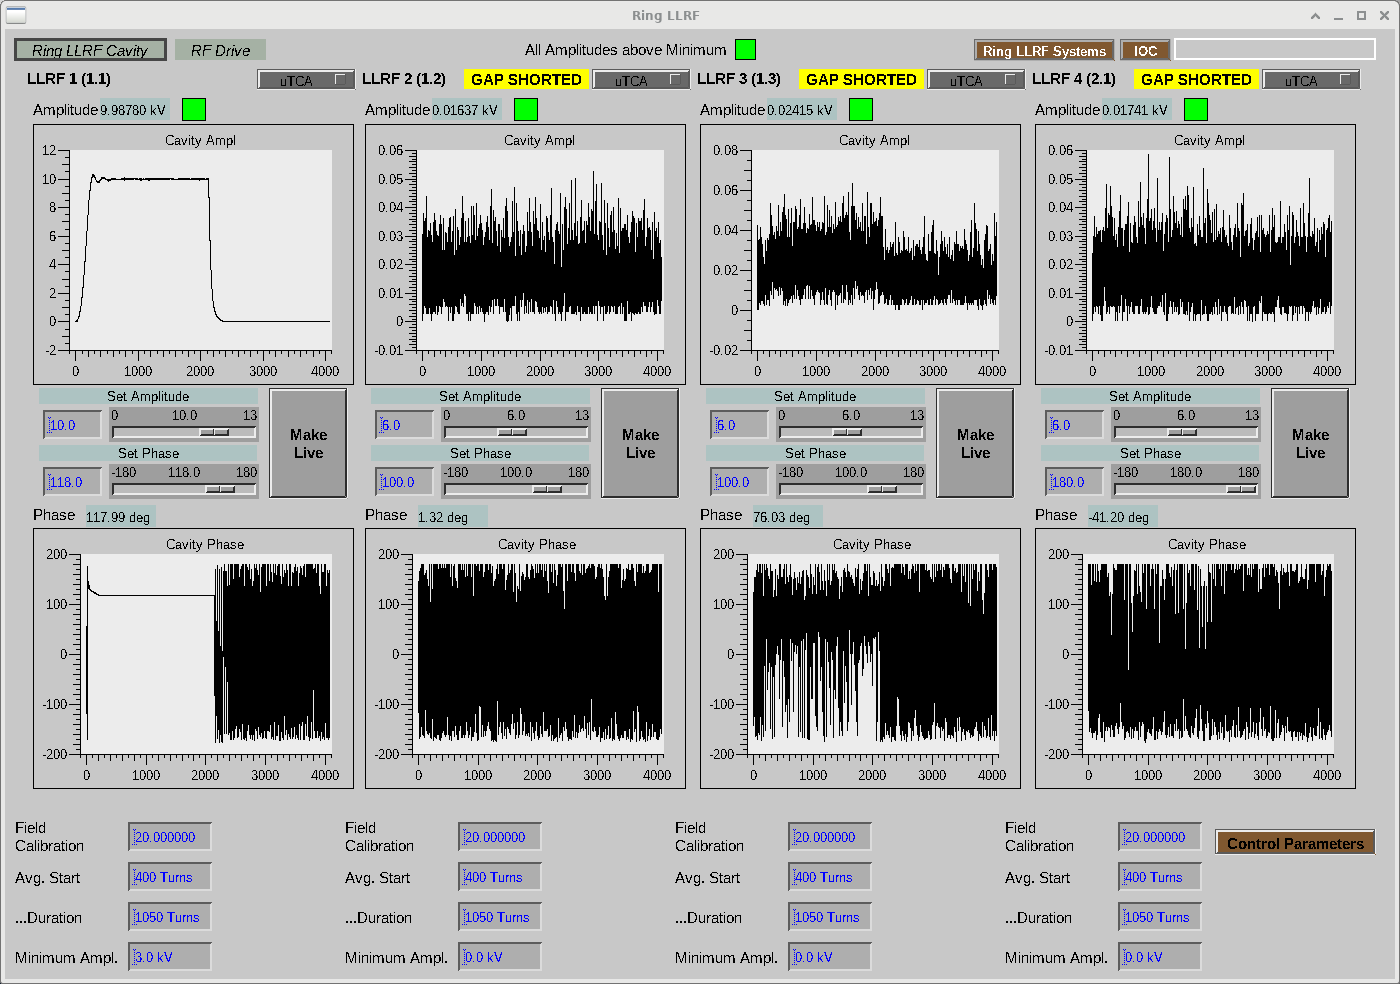 Ring LLRF
Ring LLRF Cavity RF Drive All Amplitudes above Minimum Ring LLRF Systems IOC
LLRF 1 (1.1) uTCA LLRF 2 (1.2) GAP SHORTED uTCA LLRF 3 (1.3) GAP SHORTED uTCA LLRF 4 (2.1) GAP SHORTED uTCA
Amplitude 9.98780 kV Amplitude 0.01637 kV Amplitude 0.02415 kV Amplitude 0.01741 kV
Cavity Ampl
12
10
8
6
4
2
0
-2
0 1000 2000 3000 4000
Cavity Ampl
0.06
0.05
0.04
0.03
0.02
0.01
0
-0.01
0 1000 2000 3000 4000
Cavity Ampl
0.08
0.06
0.04
0.02
0
-0.02
0 1000 2000 3000 4000
Cavity Ampl
0.06
0.05
0.04
0.03
0.02
0.01
0
-0.01
0 1000 2000 3000 4000
Set Amplitude
10.0 0 10.0 13
Set Phase
118.0 -180 118.0 180
Make
Live
Set Amplitude
6.0 0 6.0 13
Set Phase
100.0 -180 100.0 180
Make
Live
Set Amplitude
6.0 0 6.0 13
Set Phase
100.0 -180 100.0 180
Make
Live
Set Amplitude
6.0 0 6.0 13
Set Phase
180.0 -180 180.0 180
Make
Live
Phase 117.99 deg Phase 1.32 deg Phase 76.03 deg Phase -41.20 deg
Cavity Phase
200
100
0
-100
-200
0 1000 2000 3000 4000
Cavity Phase
200
100
0
-100
-200
0 1000 2000 3000 4000
Cavity Phase
200
100
0
-100
-200
0 1000 2000 3000 4000
Cavity Phase
200
100
0
-100
-200
0 1000 2000 3000 4000
Field
Calibration 20.000000
Avg. Start 400 Turns
...Duration 1050 Turns
Minimum Ampl. 3.0 kV
Field
Calibration 20.000000
Avg. Start 400 Turns
...Duration 1050 Turns
Minimum Ampl. 0.0 kV
Field
Calibration 20.000000
Avg. Start 400 Turns
...Duration 1050 Turns
Minimum Ampl. 0.0 kV
Field
Calibration 20.000000
Avg. Start 400 Turns
...Duration 1050 Turns
Minimum Ampl. 0.0 kV
Control Parameters